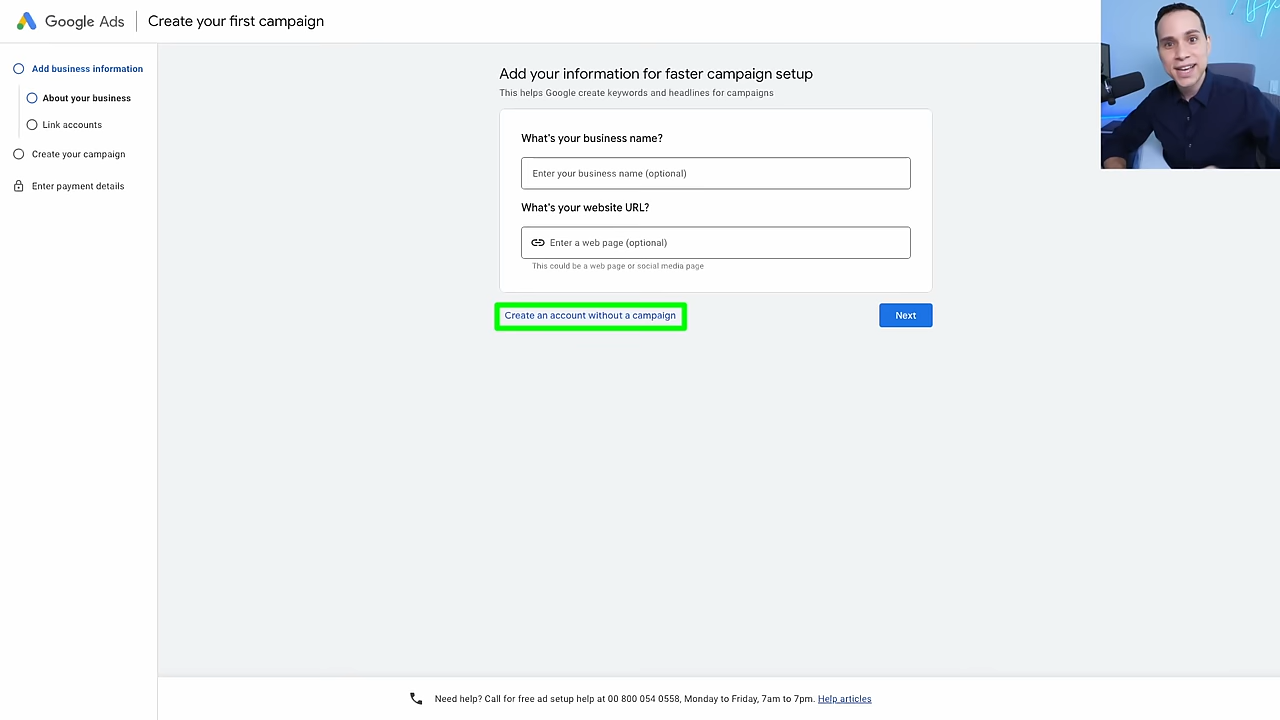 Google Ads
Create your first campaign
Add business information
About your business
Link accounts
Create your campaign
Enter payment details
Add your information for faster campaign setup
This helps Google create keywords and headlines for campaigns
What's your business name?
Enter your business name (optional)
What's your website URL?
Enter a web page (optional)
This could be a web page or social media page
Create an account without a campaign
Next
Need help? Call for free ad setup help at 00 800 054 0558, Monday to Friday, 7am to 7pm. Help articles